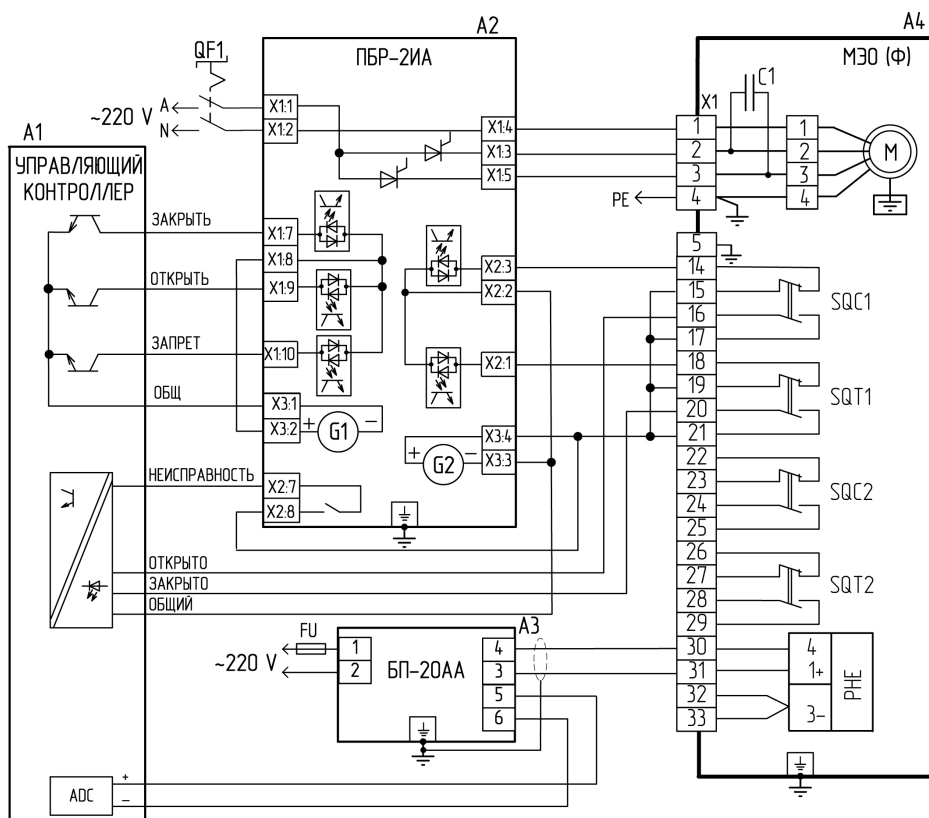 A4
A2
QF1
ПБР-2ИА
МЭО (Ф)
C1
X1
A
X1:1
~220 V
N
X1:2
X1:4
X1:3
X1:5
1
2
3
4
1
2
3
4
M
PE
A1
УПРАВЛЯЮЩИЙ
КОНТРОЛЛЕР
ЗАКРЫТЬ
X1:7
X1:8
ОТКРЫТЬ
X1:9
ЗАПРЕТ
X1:10
ОБЩ
X3:1
X3:2
+ G1 −
X2:3
X2:2
X2:1
X3:4
X3:3
+ G2 −
НЕИСПРАВНОСТЬ
X2:7
X2:8
ОТКРЫТО
ЗАКРЫТО
ОБЩИЙ
5
14
15
16
17
18
19
20
21
22
23
24
25
26
27
28
29
30
31
32
33
SQC1
SQT1
SQC2
SQT2
4
1+
3−
РНЕ
A3
FU
~220 V
1
2
БП-20АА
4
3
5
6
ADC
+
−